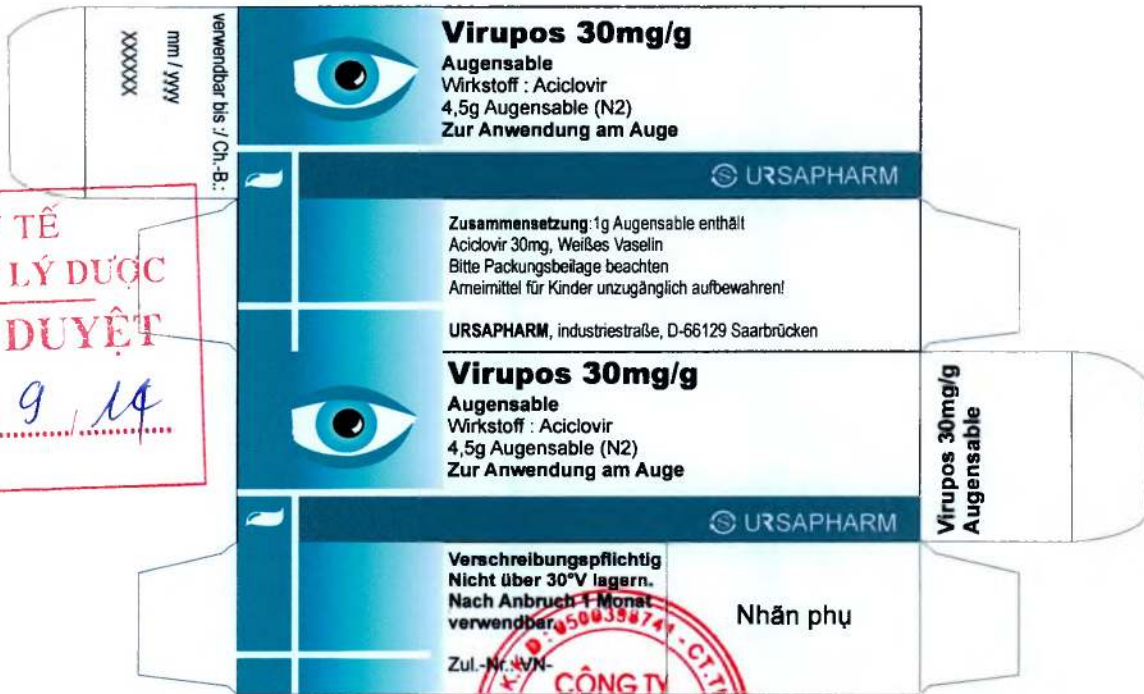 verwendbar bis :/ Ch.-B.:
mm / yyyy
XXXXXX
Virupos 30mg/g
Augensable
Wirkstoff : Aciclovir
4,5g Augensable (N2)
Zur Anwendung am Auge
URSAPHARM
TẾ
LÝ DƯỢC
DUYỆT
9 / 14
Zusammensetzung:1g Augensable enthält
Aciclovir 30mg, Weißes Vaselin
Bitte Packungsbeilage beachten
Arneimittel für Kinder unzugänglich aufbewahren!
URSAPHARM, industriestraße, D-66129 Saarbrücken
Virupos 30mg/g
Augensable
Wirkstoff : Aciclovir
4,5g Augensable (N2)
Zur Anwendung am Auge
Virupos 30mg/g
Augensable
URSAPHARM
Verschreibungspflichtig
Nicht über 30°V lagern.
Nach Anbruch 1 Monat
verwendbar.
Zul.-Nr.:VN-
Nhãn phụ
CÔNG TY